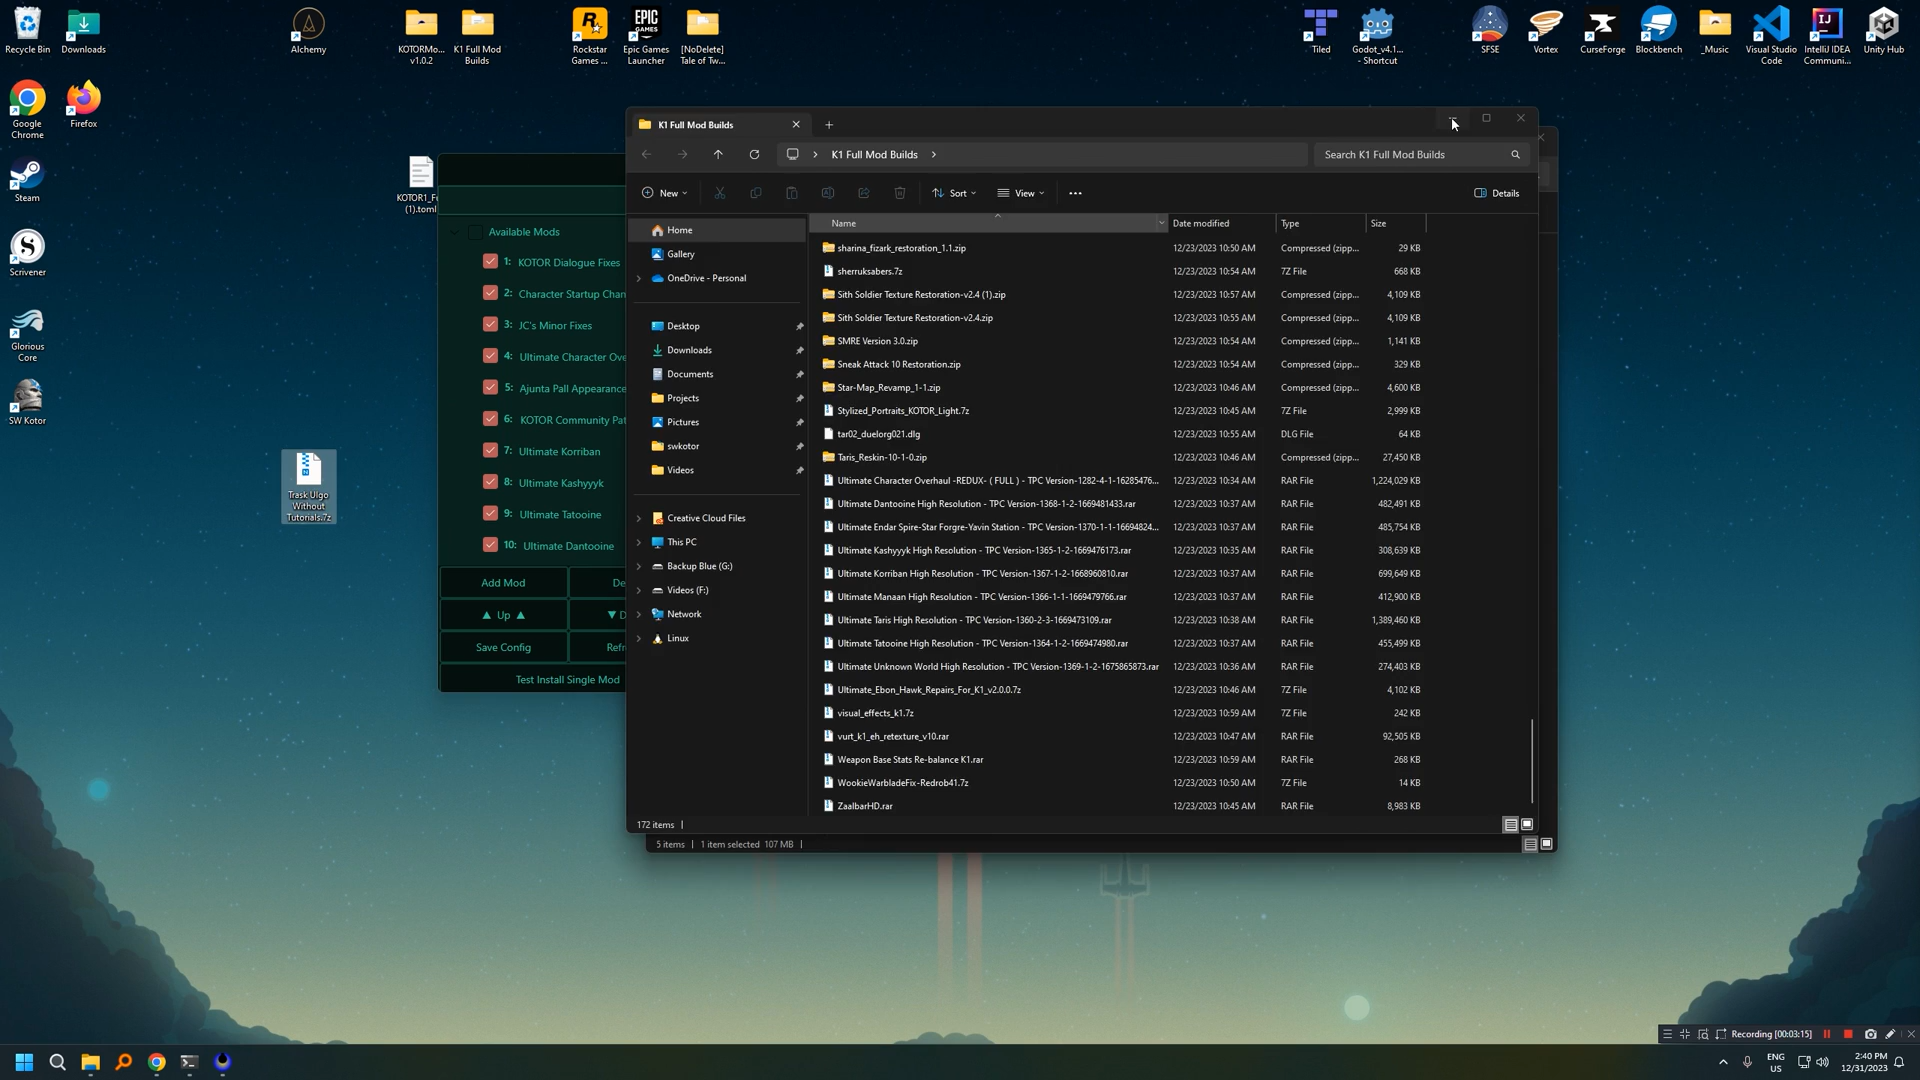 Recycle Bin
Downloads
Alchemy
KOTORMo...
v1.0.2
K1 Full Mod
Builds
Rockstar
Games ...
Epic Games
Launcher
[NoDelete]
Tale of Tw...
Tiled
Godot_v4.1...
- Shortcut
SFSE
Vortex
CurseForge
Blockbench
_Music
Visual Studio
Code
IntelliJ IDEA
Communi...
Unity Hub
Google
Chrome
Firefox
Steam
Scrivener
Glorious
Core
SW Kotor
Trask Ulgo
Without
Tutorials.7z
(1).toml
Available Mods
1: KOTOR Dialogue Fixes
2: Character Startup Chan
3: JC's Minor Fixes
4: Ultimate Character Ove
5: Ajunta Pall Appearance
6: KOTOR Community Pat
7: Ultimate Korriban
8: Ultimate Kashyyyk
9: Ultimate Tatooine
10: Ultimate Dantooine
Add Mod
De
▲ Up ▲
▼ D
Save Config
Refr
Test Install Single Mod
K1 Full Mod Builds
K1 Full Mod Builds
Search K1 Full Mod Builds
New
Sort
View
Details
Home
Gallery
OneDrive - Personal
Desktop
Downloads
Documents
Projects
Pictures
swkotor
Videos
Creative Cloud Files
This PC
Backup Blue (G:)
Videos (F:)
Network
Linux
Name Date modified Type Size
sharina_fizark_restoration_1.1.zip 12/23/2023 10:50 AM Compressed (zipp... 29 KB
sherruksabers.7z 12/23/2023 10:54 AM 7Z File 668 KB
Sith Soldier Texture Restoration-v2.4 (1).zip 12/23/2023 10:57 AM Compressed (zipp... 4,109 KB
Sith Soldier Texture Restoration-v2.4.zip 12/23/2023 10:55 AM Compressed (zipp... 4,109 KB
SMRE Version 3.0.zip 12/23/2023 10:54 AM Compressed (zipp... 1,141 KB
Sneak Attack 10 Restoration.zip 12/23/2023 10:54 AM Compressed (zipp... 329 KB
Star-Map_Revamp_1-1.zip 12/23/2023 10:46 AM Compressed (zipp... 4,600 KB
Stylized_Portraits_KOTOR_Light.7z 12/23/2023 10:45 AM 7Z File 2,999 KB
tar02_duelorg021.dlg 12/23/2023 10:55 AM DLG File 64 KB
Taris_Reskin-10-1-0.zip 12/23/2023 10:46 AM Compressed (zipp... 27,450 KB
Ultimate Character Overhaul -REDUX- ( FULL ) - TPC Version-1282-4-1-16285476... 12/23/2023 10:34 AM RAR File 1,224,029 KB
Ultimate Dantooine High Resolution - TPC Version-1368-1-2-1669481433.rar 12/23/2023 10:37 AM RAR File 482,491 KB
Ultimate Endar Spire-Star Forgre-Yavin Station - TPC Version-1370-1-1-16694824... 12/23/2023 10:37 AM RAR File 485,754 KB
Ultimate Kashyyyk High Resolution - TPC Version-1365-1-2-1669476173.rar 12/23/2023 10:35 AM RAR File 308,639 KB
Ultimate Korriban High Resolution - TPC Version-1367-1-2-1668960810.rar 12/23/2023 10:37 AM RAR File 699,649 KB
Ultimate Manaan High Resolution - TPC Version-1366-1-1-1669479766.rar 12/23/2023 10:37 AM RAR File 412,900 KB
Ultimate Taris High Resolution - TPC Version-1360-2-3-1669473109.rar 12/23/2023 10:38 AM RAR File 1,389,460 KB
Ultimate Tatooine High Resolution - TPC Version-1364-1-2-1669474980.rar 12/23/2023 10:37 AM RAR File 455,499 KB
Ultimate Unknown World High Resolution - TPC Version-1369-1-2-1675865873.rar 12/23/2023 10:36 AM RAR File 274,403 KB
Ultimate_Ebon_Hawk_Repairs_For_K1_v2.0.0.7z 12/23/2023 10:46 AM 7Z File 4,102 KB
visual_effects_k1.7z 12/23/2023 10:59 AM 7Z File 242 KB
vurt_k1_eh_retexture_v10.rar 12/23/2023 10:47 AM RAR File 92,505 KB
Weapon Base Stats Re-balance K1.rar 12/23/2023 10:59 AM RAR File 268 KB
WookieWarbladeFix-Redrob41.7z 12/23/2023 10:50 AM 7Z File 14 KB
ZaalbarHD.rar 12/23/2023 10:45 AM RAR File 8,983 KB
172 items
5 items 1 item selected 107 MB
Recording [00:03:15]
ENG
US
2:40 PM
12/31/2023